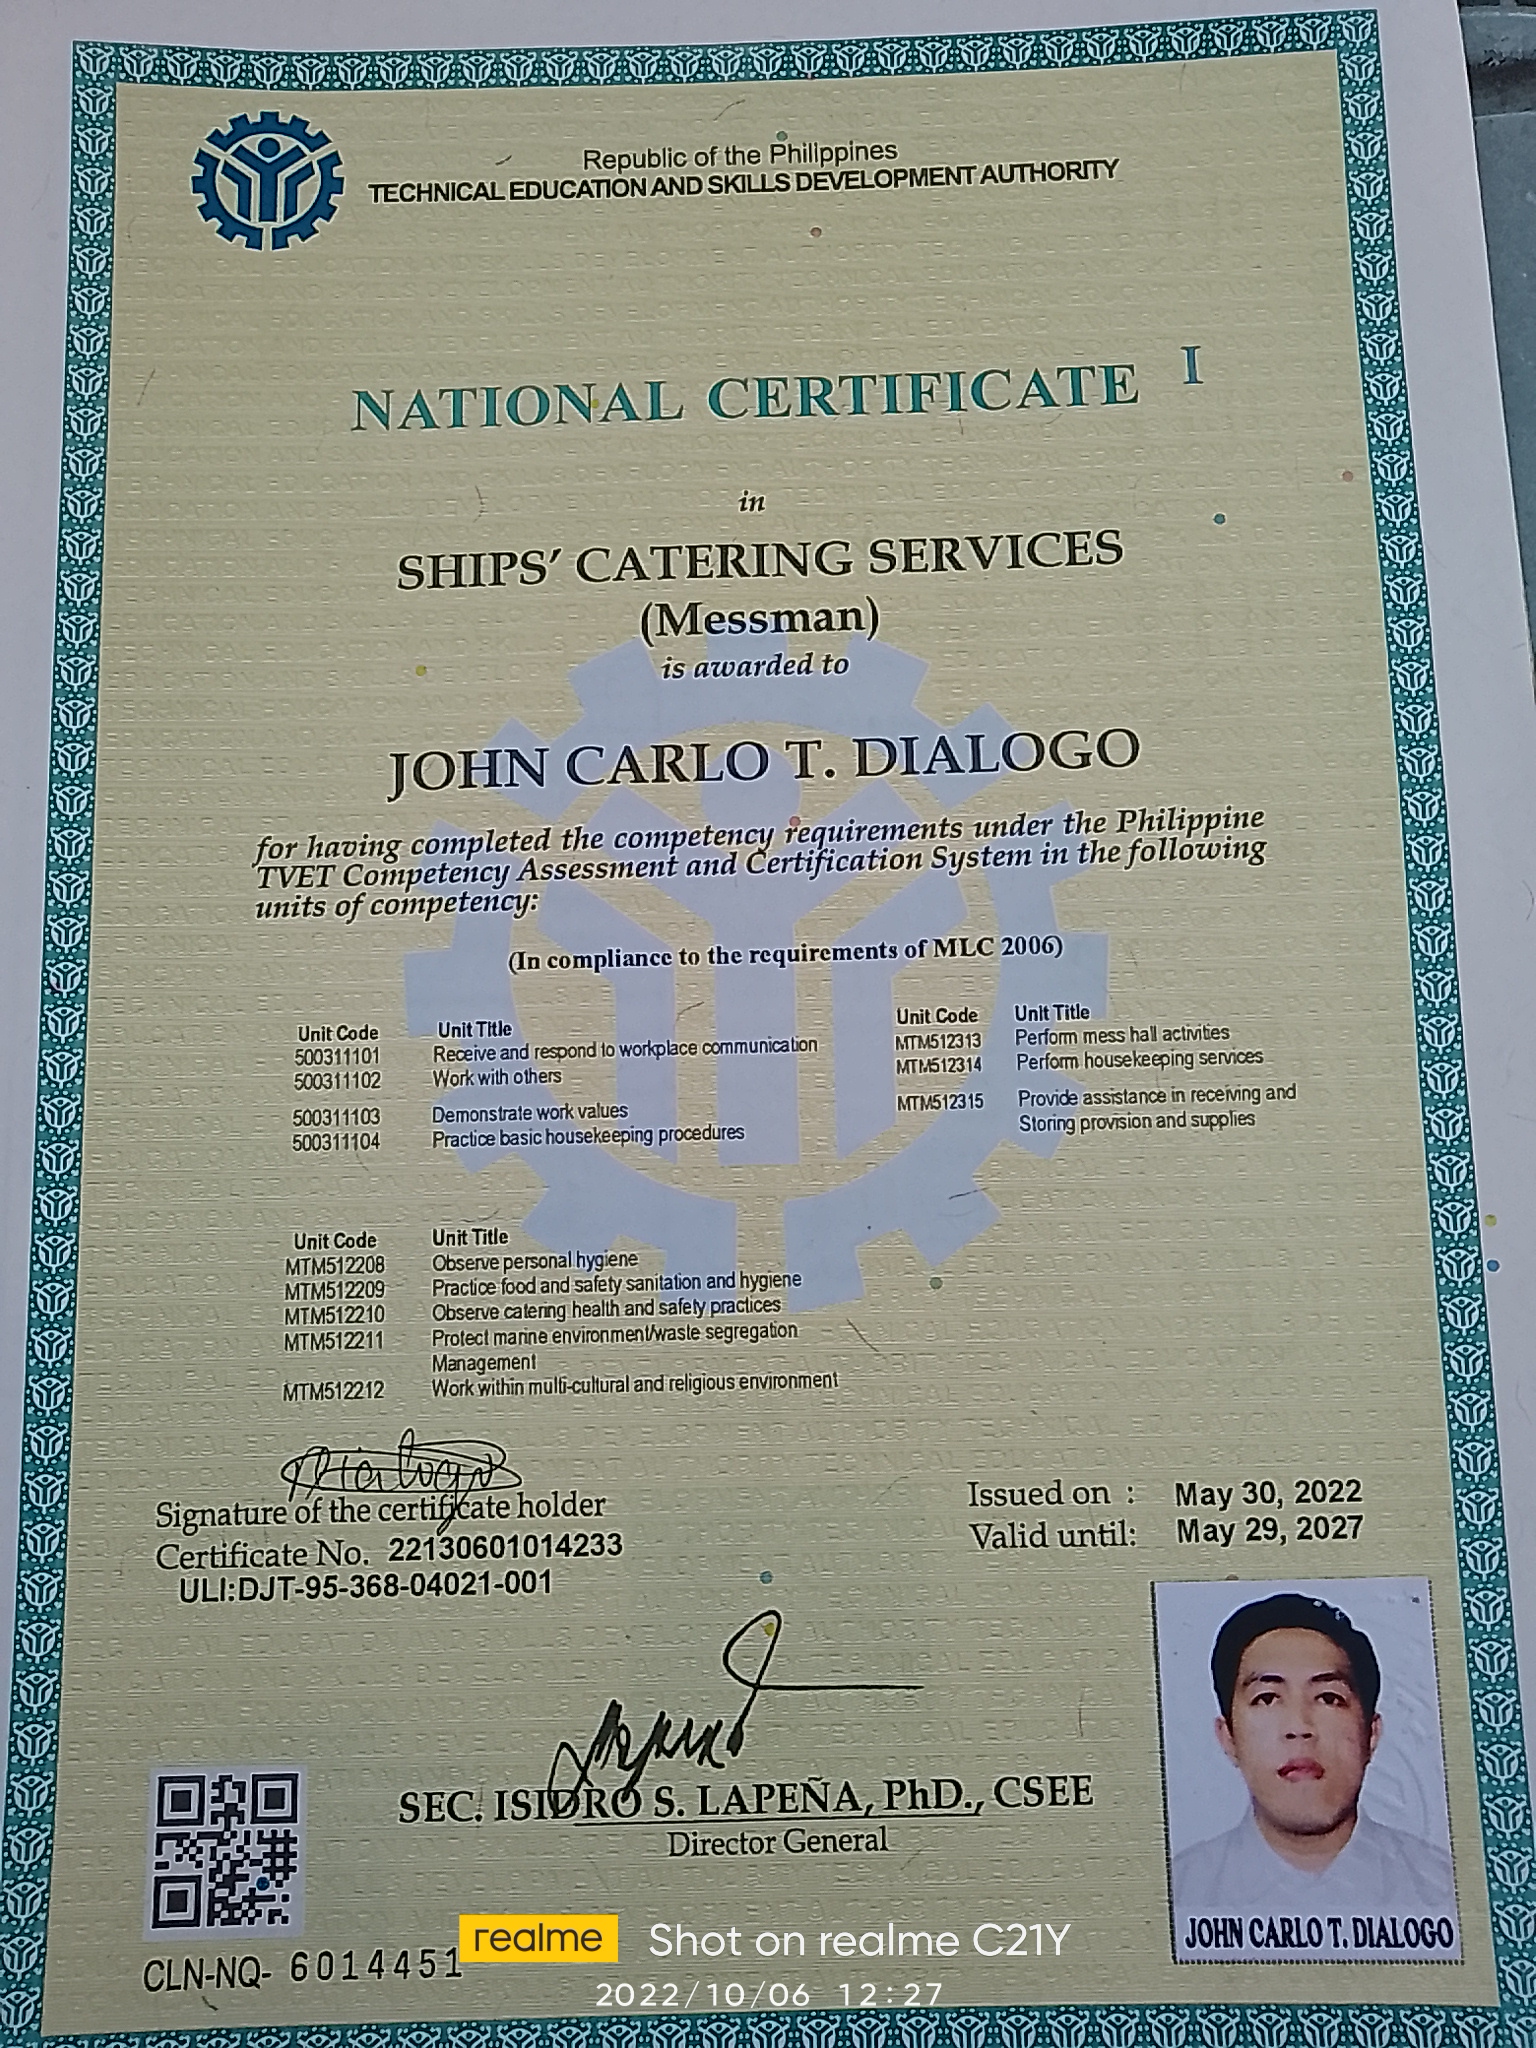 Republic of the Philippines
TECHNICAL EDUCATION AND SKILLS DEVELOPMENT AUTHORITY
NATIONAL CERTIFICATE I
in
SHIPS' CATERING SERVICES
(Messman)
is awarded to
JOHN CARLO T. DIALOGO
for having completed the competency requirements under the Philippine
TVET Competency Assessment and Certification System in the following
units of competency:
(In compliance to the requirements of MLC 2006)
Unit Code Unit Title
500311101 Receive and respond to workplace communication
500311102 Work with others
500311103 Demonstrate work values
500311104 Practice basic housekeeping procedures
Unit Code Unit Title
MTM512313 Perform mess hall activities
MTM512314 Perform housekeeping services
MTM512315 Provide assistance in receiving and
Storing provision and supplies
Unit Code Unit Title
MTM512208 Observe personal hygiene
MTM512209 Practice food and safety sanitation and hygiene
MTM512210 Observe catering health and safety practices
MTM512211 Protect marine environment/waste segregation
Management
MTM512212 Work within multi-cultural and religious environment
Signature of the certificate holder
Certificate No. 22130601014233
ULI:DJT-95-368-04021-001
Issued on : May 30, 2022
Valid until: May 29, 2027
SEC. ISIDRO S. LAPEÑA, PhD., CSEE
Director General
JOHN CARLO T. DIALOGO
CLN-NQ- 6014451
realme Shot on realme C21Y
2022/10/06 12:27